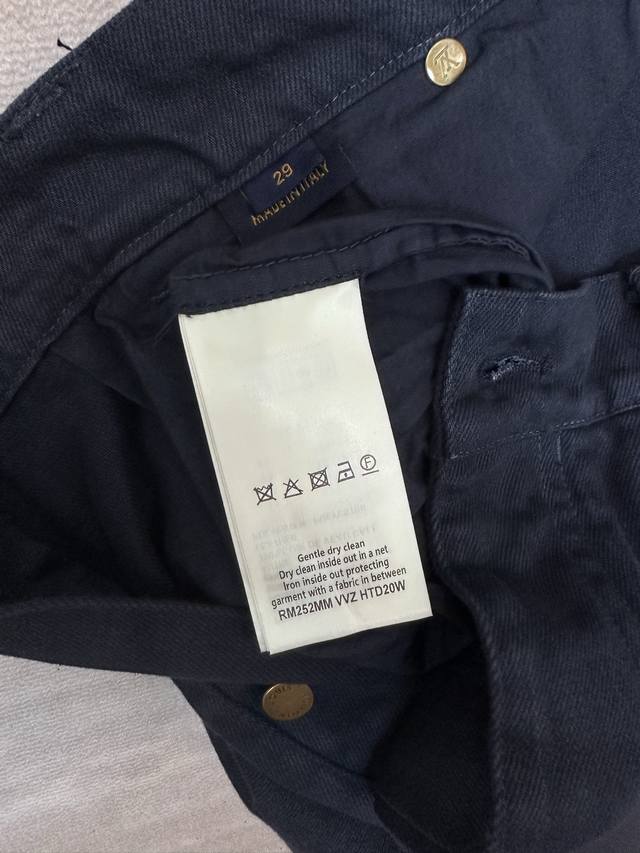 29
MADE IN ITALY
Gentle dry clean
Dry clean inside out in a net
Iron inside out protecting
garment with a fabric in between
RM252MM VVZ HTD20W